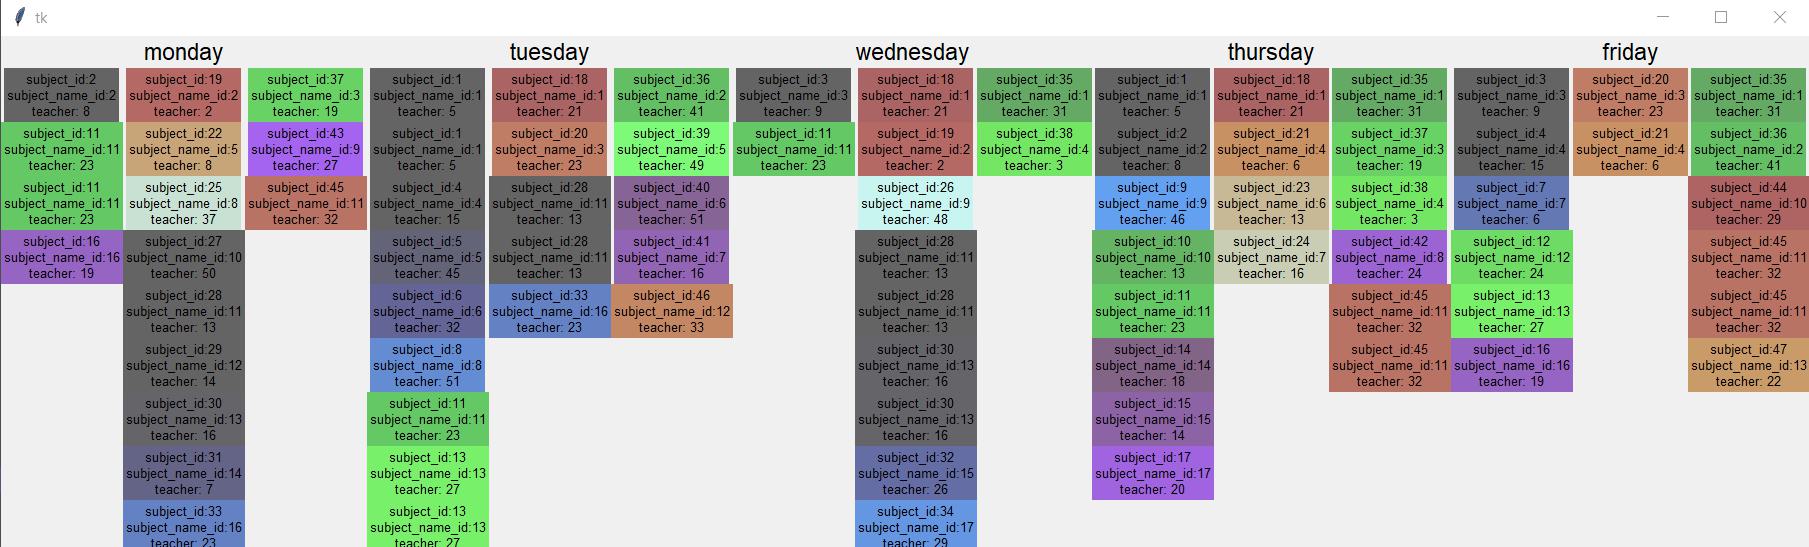 tk
monday
subject_id:2
subject_name_id:2
teacher: 8
subject_id:11
subject_name_id:11
teacher: 23
subject_id:11
subject_name_id:11
teacher: 23
subject_id:16
subject_name_id:16
teacher: 19
subject_id:19
subject_name_id:2
teacher: 2
subject_id:22
subject_name_id:5
teacher: 8
subject_id:25
subject_name_id:8
teacher: 37
subject_id:27
subject_name_id:10
teacher: 50
subject_id:28
subject_name_id:11
teacher: 13
subject_id:29
subject_name_id:12
teacher: 14
subject_id:30
subject_name_id:13
teacher: 16
subject_id:31
subject_name_id:14
teacher: 7
subject_id:33
subject_name_id:16
teacher: 23
subject_id:37
subject_name_id:3
teacher: 19
subject_id:43
subject_name_id:9
teacher: 27
subject_id:45
subject_name_id:11
teacher: 32
tuesday
subject_id:1
subject_name_id:1
teacher: 5
subject_id:1
subject_name_id:1
teacher: 5
subject_id:4
subject_name_id:4
teacher: 15
subject_id:5
subject_name_id:5
teacher: 45
subject_id:6
subject_name_id:6
teacher: 32
subject_id:8
subject_name_id:8
teacher: 51
subject_id:11
subject_name_id:11
teacher: 23
subject_id:13
subject_name_id:13
teacher: 27
subject_id:13
subject_name_id:13
teacher: 27
subject_id:18
subject_name_id:1
teacher: 21
subject_id:20
subject_name_id:3
teacher: 23
subject_id:28
subject_name_id:11
teacher: 13
subject_id:28
subject_name_id:11
teacher: 13
subject_id:33
subject_name_id:16
teacher: 23
subject_id:36
subject_name_id:2
teacher: 41
subject_id:39
subject_name_id:5
teacher: 49
subject_id:40
subject_name_id:6
teacher: 51
subject_id:41
subject_name_id:7
teacher: 16
subject_id:46
subject_name_id:12
teacher: 33
wednesday
subject_id:3
subject_name_id:3
teacher: 9
subject_id:11
subject_name_id:11
teacher: 23
subject_id:18
subject_name_id:1
teacher: 21
subject_id:19
subject_name_id:2
teacher: 2
subject_id:26
subject_name_id:9
teacher: 48
subject_id:28
subject_name_id:11
teacher: 13
subject_id:28
subject_name_id:11
teacher: 13
subject_id:30
subject_name_id:13
teacher: 16
subject_id:30
subject_name_id:13
teacher: 16
subject_id:32
subject_name_id:15
teacher: 26
subject_id:34
subject_name_id:17
teacher: 29
subject_id:35
subject_name_id:1
teacher: 31
subject_id:38
subject_name_id:4
teacher: 3
thursday
subject_id:1
subject_name_id:1
teacher: 5
subject_id:2
subject_name_id:2
teacher: 8
subject_id:9
subject_name_id:9
teacher: 46
subject_id:10
subject_name_id:10
teacher: 13
subject_id:11
subject_name_id:11
teacher: 23
subject_id:14
subject_name_id:14
teacher: 18
subject_id:15
subject_name_id:15
teacher: 14
subject_id:17
subject_name_id:17
teacher: 20
subject_id:18
subject_name_id:1
teacher: 21
subject_id:21
subject_name_id:4
teacher: 6
subject_id:23
subject_name_id:6
teacher: 13
subject_id:24
subject_name_id:7
teacher: 16
subject_id:35
subject_name_id:1
teacher: 31
subject_id:37
subject_name_id:3
teacher: 19
subject_id:38
subject_name_id:4
teacher: 3
subject_id:42
subject_name_id:8
teacher: 24
subject_id:45
subject_name_id:11
teacher: 32
subject_id:45
subject_name_id:11
teacher: 32
friday
subject_id:3
subject_name_id:3
teacher: 9
subject_id:4
subject_name_id:4
teacher: 15
subject_id:7
subject_name_id:7
teacher: 6
subject_id:12
subject_name_id:12
teacher: 24
subject_id:13
subject_name_id:13
teacher: 27
subject_id:16
subject_name_id:16
teacher: 19
subject_id:20
subject_name_id:3
teacher: 23
subject_id:21
subject_name_id:4
teacher: 6
subject_id:35
subject_name_id:1
teacher: 31
subject_id:36
subject_name_id:2
teacher: 41
subject_id:44
subject_name_id:10
teacher: 29
subject_id:45
subject_name_id:11
teacher: 32
subject_id:45
subject_name_id:11
teacher: 32
subject_id:47
subject_name_id:13
teacher: 22